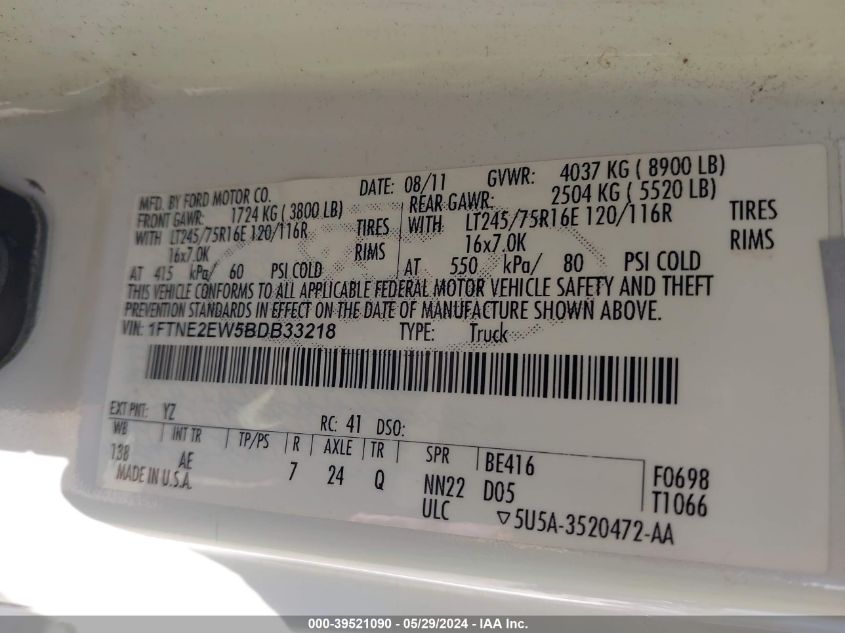 MFD. BY FORD MOTOR CO.
DATE: 08/11 GVWR: 4037 KG ( 8900 LB)
FRONT GAWR: 1724 KG ( 3800 LB) REAR GAWR: 2504 KG ( 5520 LB)
WITH LT245/75R16E 120/116R TIRES WITH LT245/75R16E 120/116R TIRES
16x7.0K RIMS 16x7.0K RIMS
AT 415 kPa/ 60 PSI COLD AT 550 kPa/ 80 PSI COLD
THIS VEHICLE CONFORMS TO ALL APPLICABLE FEDERAL MOTOR VEHICLE SAFETY AND THEFT
PREVENTION STANDARDS IN EFFECT ON THE DATE OF MANUFACTURE SHOWN ABOVE.
VIN: 1FTNE2EW5BDB33218 TYPE: Truck
EXT PNT: YZ RC: 41 DSO:
WB INT TR TP/PS R AXLE TR SPR BE416 F0698
138 AE 7 24 Q NN22 D05 T1066
MADE IN U.S.A. ULC 5U5A-3520472-AA
000-39521090 - 05/29/2024 - IAA Inc.